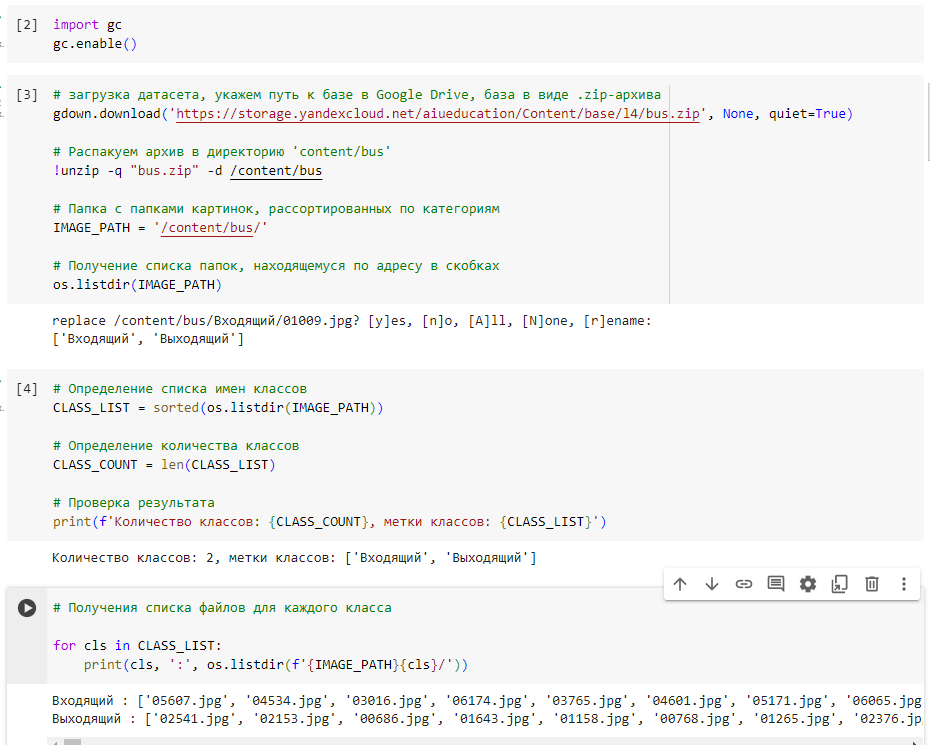 [2] import gc
gc.enable()
[3] # загрузка датасета, укажем путь к базе в Google Drive, база в виде .zip-архива
gdown.download('https://storage.yandexcloud.net/aiueducation/Content/base/l4/bus.zip', None, quiet=True)
# Распакуем архив в директорию 'content/bus'
!unzip -q "bus.zip" -d /content/bus
# Папка с папками картинок, рассортированных по категориям
IMAGE_PATH = '/content/bus/'
# Получение списка папок, находящемуся по адресу в скобках
os.listdir(IMAGE_PATH)
replace /content/bus/Входящий/01009.jpg? [y]es, [n]o, [A]ll, [N]one, [r]ename:
['Входящий', 'Выходящий']
[4] # Определение списка имен классов
CLASS_LIST = sorted(os.listdir(IMAGE_PATH))
# Определение количества классов
CLASS_COUNT = len(CLASS_LIST)
# Проверка результата
print(f'Количество классов: {CLASS_COUNT}, метки классов: {CLASS_LIST}')
Количество классов: 2, метки классов: ['Входящий', 'Выходящий']
# Получения списка файлов для каждого класса
for cls in CLASS_LIST:
print(cls, ':', os.listdir(f'{IMAGE_PATH}{cls}/'))
Входящий : ['05607.jpg', '04534.jpg', '03016.jpg', '06174.jpg', '03765.jpg', '04601.jpg', '05171.jpg', '06065.jpg
Выходящий : ['02541.jpg', '02153.jpg', '00686.jpg', '01643.jpg', '01158.jpg', '00768.jpg', '01265.jpg', '02376.jp